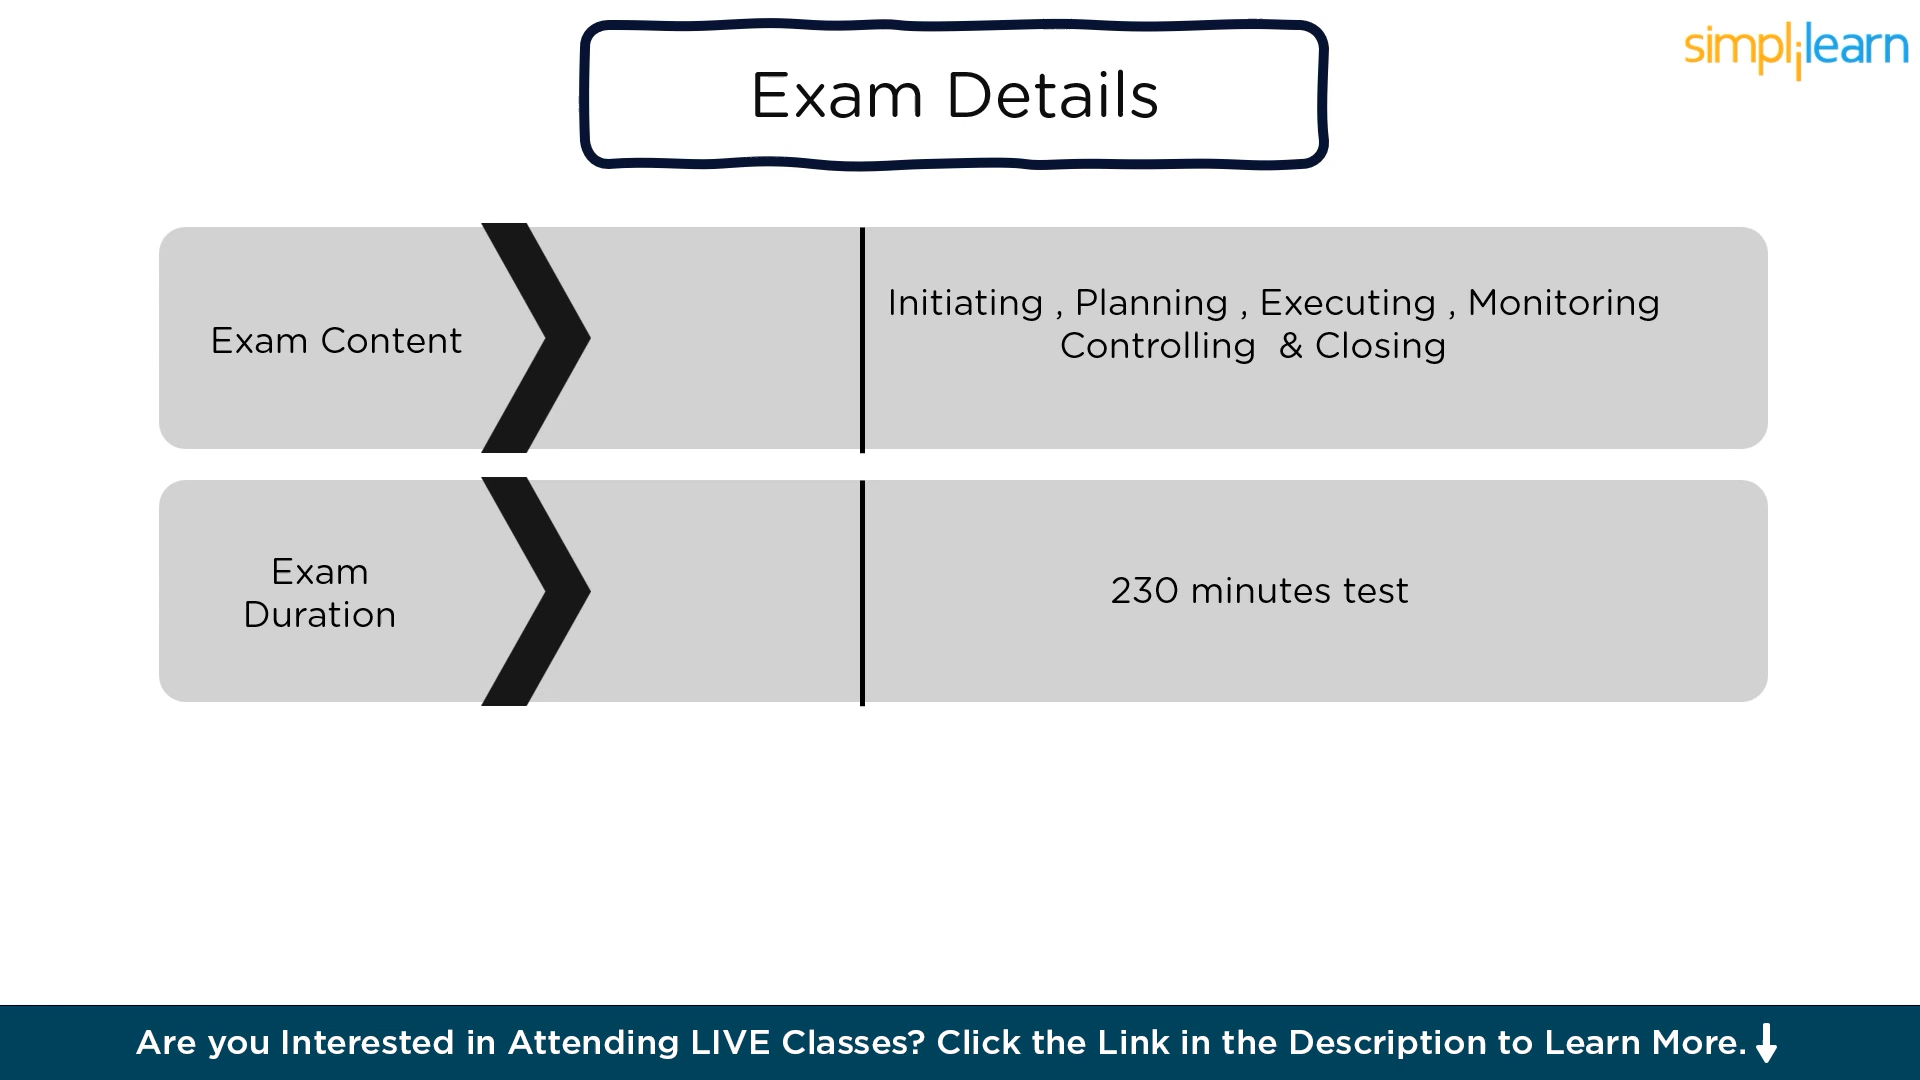 Exam Details
simplilearn
Exam Content
Initiating , Planning , Executing , Monitoring
Controlling & Closing
Exam
Duration
230 minutes test
Are you Interested in Attending LIVE Classes? Click the Link in the Description to Learn More.